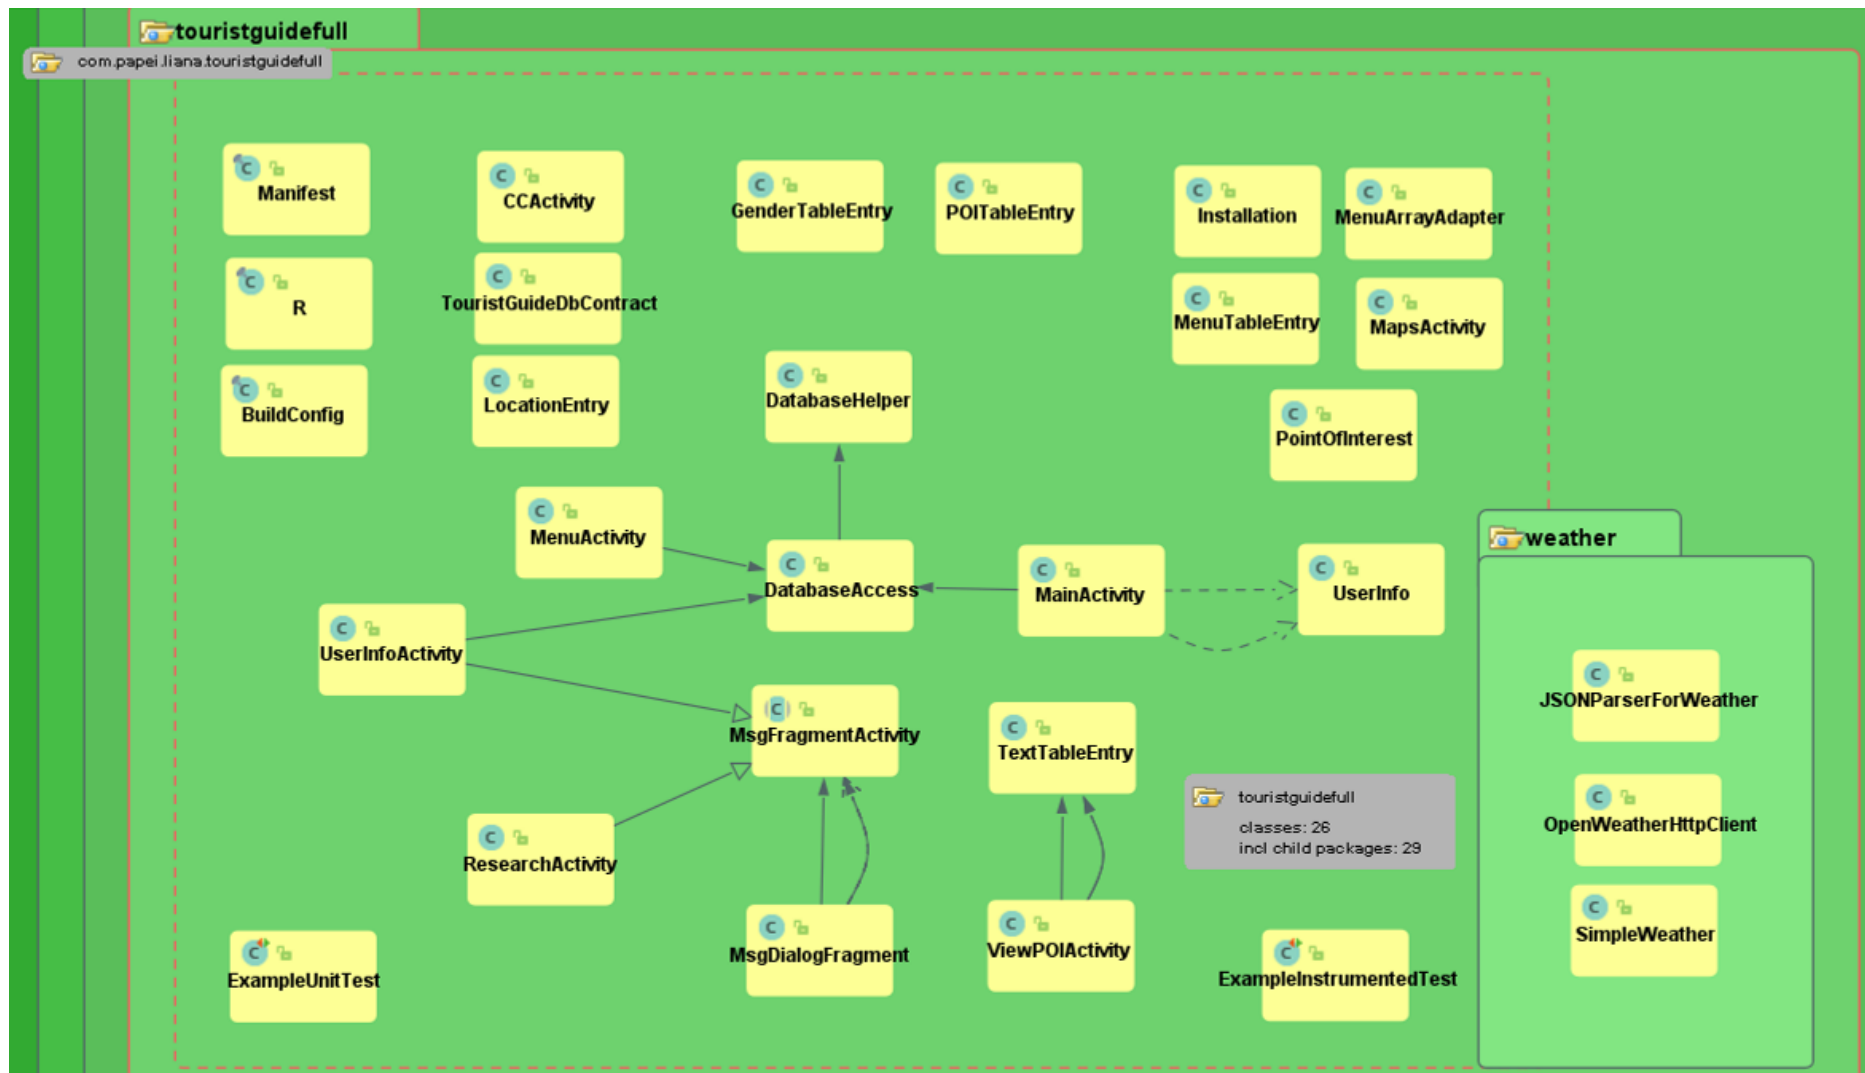 touristguidefull
com.papei.liana.touristguidefull
C Manifest
C CCActivity
C GenderTableEntry
C POITableEntry
C Installation
C MenuArrayAdapter
C R
C TouristGuideDbContract
C MenuTableEntry
C MapsActivity
C BuildConfig
C LocationEntry
C DatabaseHelper
C PointOfInterest
C MenuActivity
C DatabaseAccess
C MainActivity
C UserInfo
weather
C UserInfoActivity
C MsgFragmentActivity
C TextTableEntry
C JSONParserForWeather
touristguidefull
classes: 26
incl child packages: 29
C OpenWeatherHttpClient
C ResearchActivity
C MsgDialogFragment
C ViewPOIActivity
C SimpleWeather
C ExampleUnitTest
C ExampleInstrumentedTest